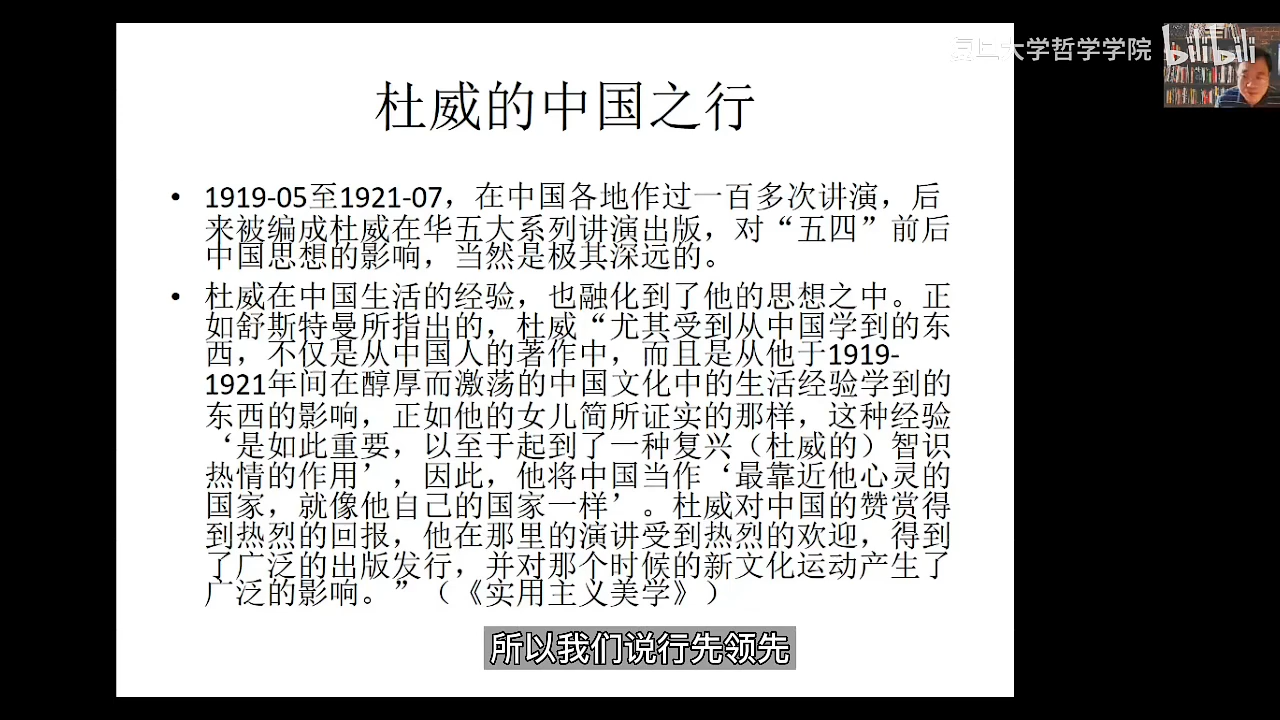 大学哲学学院
bilibili
杜威的中国之行
• 1919-05至1921-07，在中国各地作过一百多次讲演，后
来被编成杜威在华五大系列讲演出版，对“五四”前后
中国思想的影响，当然是极其深远的。
• 杜威在中国生活的经验，也融化到了他的思想之中。正
如舒斯特曼所指出的，杜威“尤其受到从中国学到的东
西，不仅是从中国人的著作中，而且是从他于1919-
1921年间在醇厚而激荡的中国文化中的生活经验学到的
东西的影响，正如他的女儿简所证实的那样，这种经验
‘是如此重要，以至于起到了一种复兴（杜威的）智识
热情的作用’，因此，他将中国当作‘最靠近他心灵的
国家，就像他自己的国家一样’。杜威对中国的赞赏得
到热烈的回报，他在那里的演讲受到热烈的欢迎，得到
了广泛的出版发行，并对那个时候的新文化运动产生了
广泛的影响。”（《实用主义美学》）
所以我们说行先领先